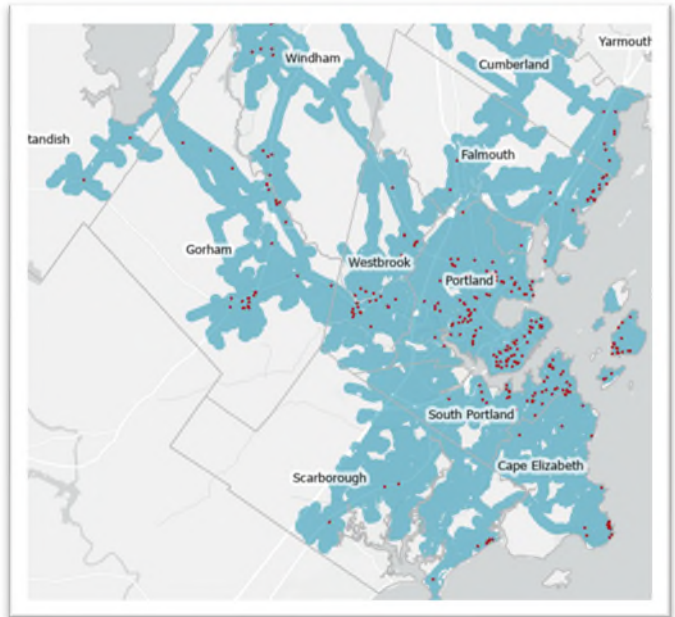 Yarmouth
Windham
Cumberland
tandish
Falmouth
Gorham
Westbrook
Portland
South Portland
Scarborough
Cape Elizabeth